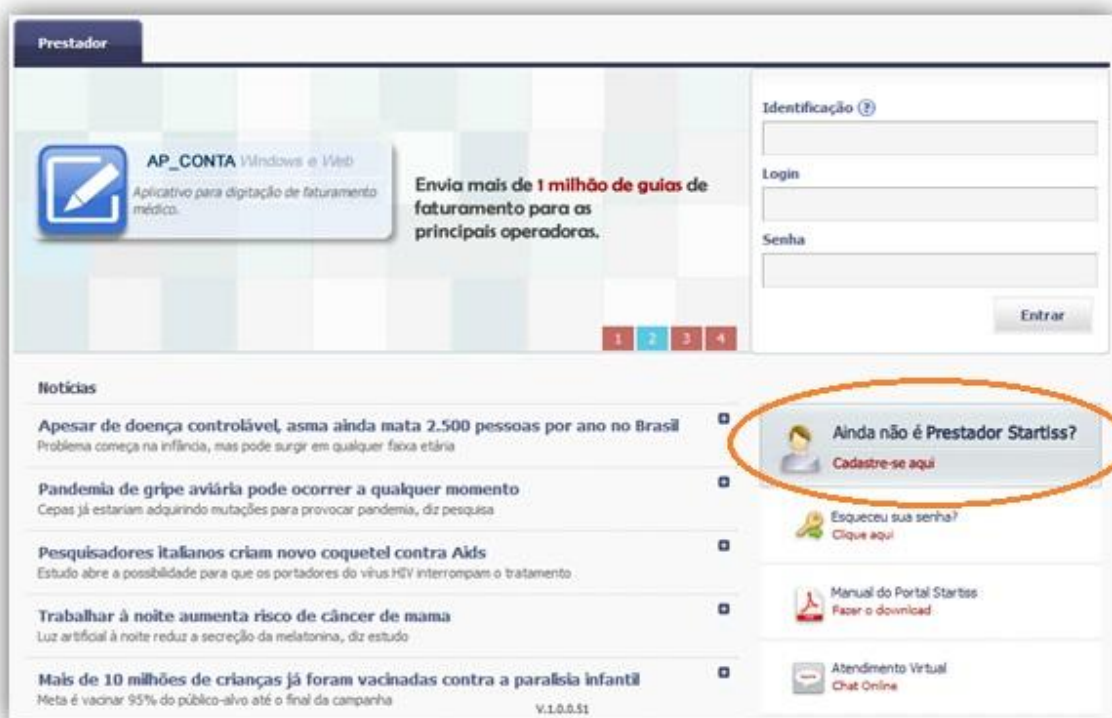 Prestador
AP_CONTA Windows e Web
Aplicativo para digitação de faturamento
médico.
Envia mais de 1 milhão de guias de
faturamento para as
principais operadoras.
1 2 3 4
Identificação ?
Login
Senha
Entrar
Notícias
Apesar de doença controlável, asma ainda mata 2.500 pessoas por ano no Brasil
Problema começa na infância, mas pode surgir em qualquer faixa etária
Pandemia de gripe aviária pode ocorrer a qualquer momento
Cepas já estariam adquirindo mutações para provocar pandemia, diz pesquisa
Pesquisadores italianos criam novo coquetel contra Aids
Estudo abre a possibilidade para que os portadores do vírus HIV interrompam o tratamento
Trabalhar à noite aumenta risco de câncer de mama
Luz artificial à noite reduz a secreção da melatonina, diz estudo
Mais de 10 milhões de crianças já foram vacinadas contra a paralisia infantil
Meta é vacinar 95% do público-alvo até o final da campanha
V.1.0.0.51
Ainda não é Prestador Startiss?
Cadastre-se aqui
Esqueceu sua senha?
Clique aqui
Manual do Portal Startiss
Fazer o download
Atendimento Virtual
Chat Online